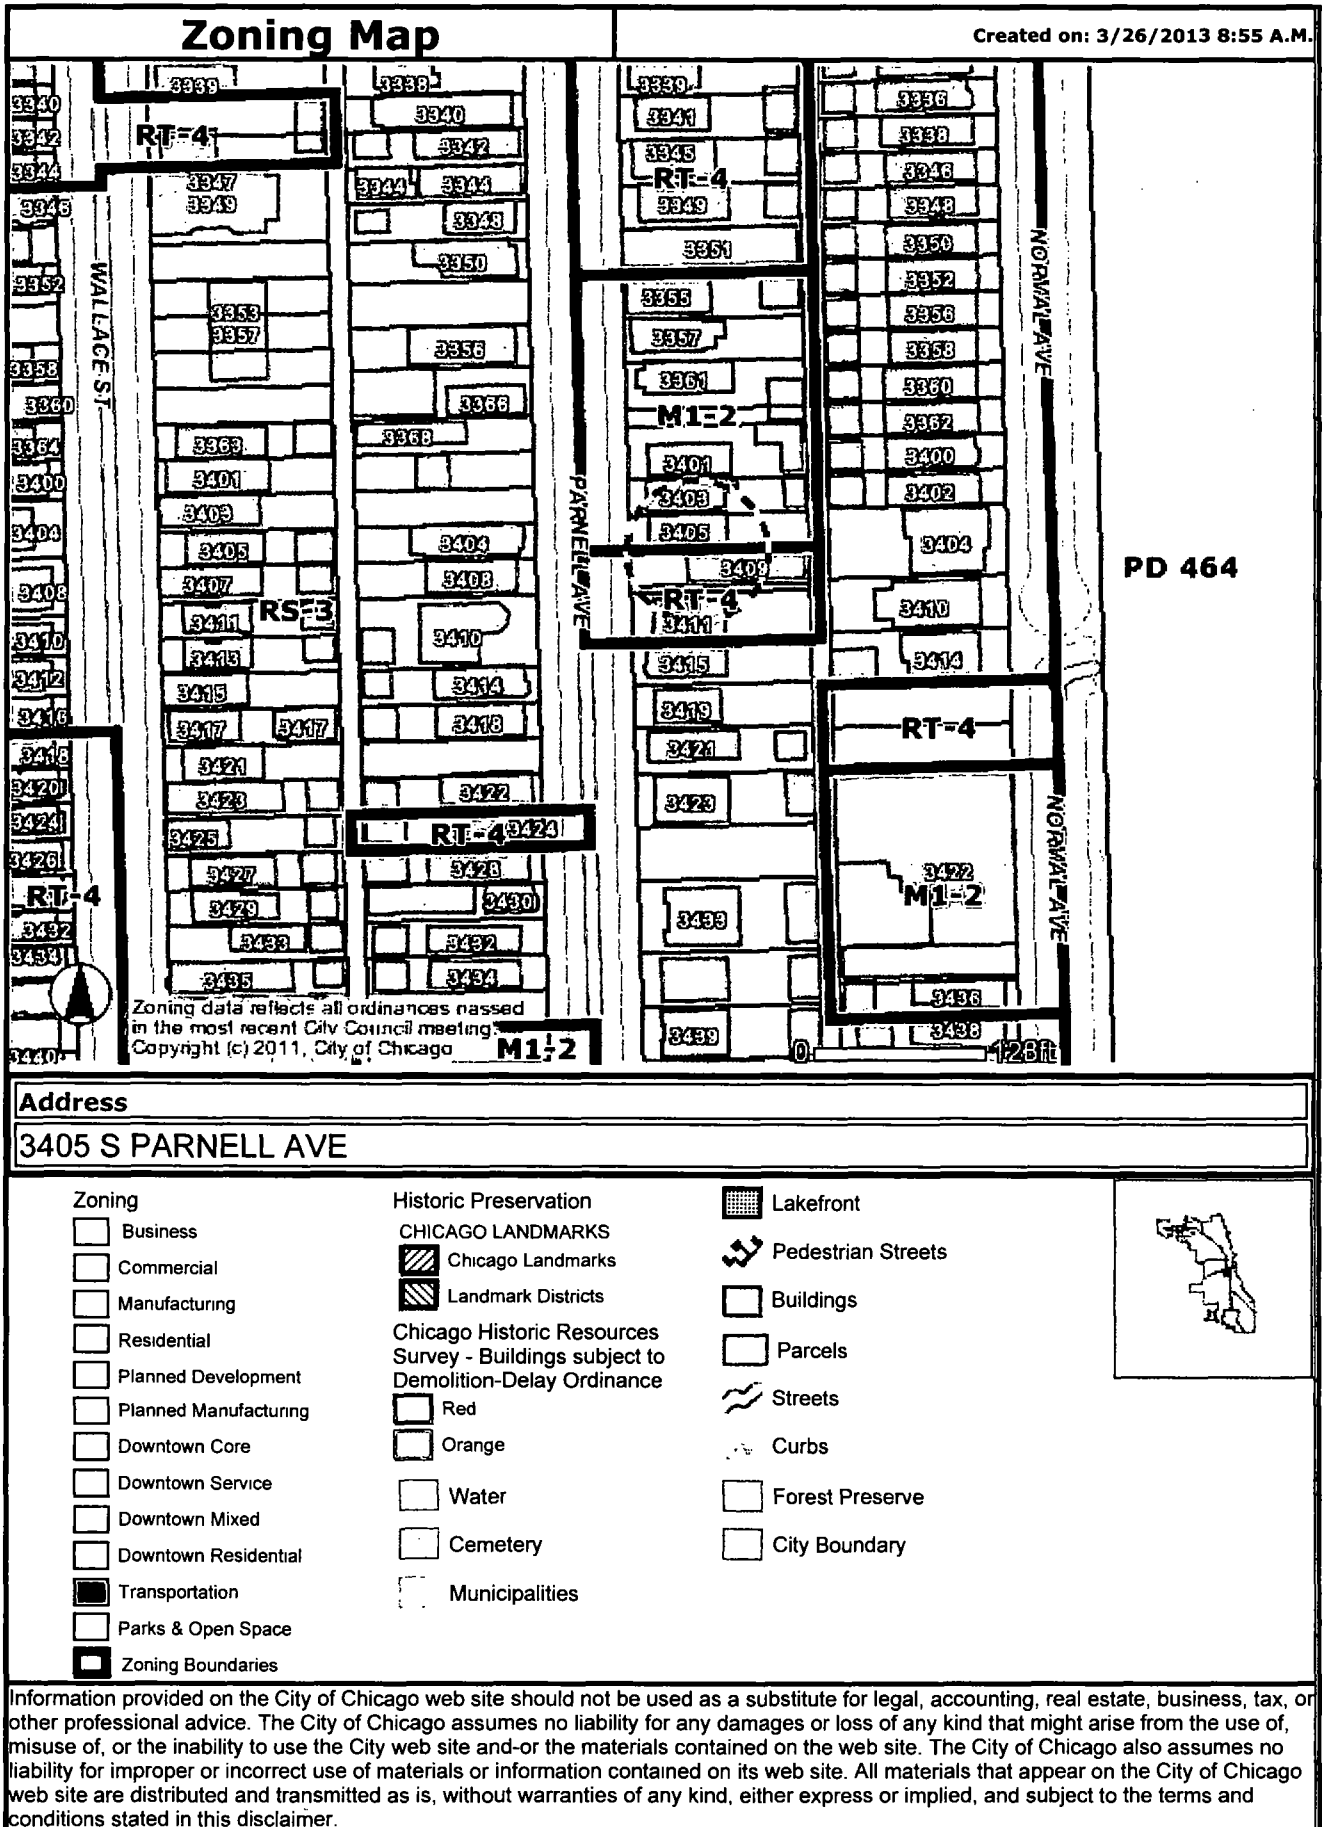 Zoning Map
Created on: 3/26/2013 8:55 A.M.
3339
3338
3339
3336
3340
3340
3341
3342
RT-4
3342
3338
3344
3347
3344
3344
3345
RT-4
3346
3346
3349
3348
3349
3348
3351
3350
3350
WALLACE ST
NORMAL AVE
3352
3355
3352
3353
3357
3357
3356
3356
3358
3358
3361
3360
3360
3366
M1-2
3362
3364
3363
3368
3401
3400
3400
3401
PARNELL AVE
3403
3402
3403
3404
3405
3404
3405
3404
PD 464
3407
3408
3409
3408
RS-3
RT-4
3410
3411
3410
3411
3410
3413
3415
3414
3412
3415
3414
3416
3417
3417
3418
3419
RT-4
3418
3421
3421
3420
3423
3422
3423
NORMAL AVE
3424
3425
RT-4
3424
3426
3427
3428
3422
RT-4
3429
3430
M1-2
3432
3433
3432
3433
3434
3435
3434
3436
3439
3438
3440
Zoning data reflects all ordinances passed
in the most recent City Council meeting.
Copyright (c) 2011, City of Chicago
M1-2
0 128ft
Address
3405 S PARNELL AVE
Zoning
Business
Commercial
Manufacturing
Residential
Planned Development
Planned Manufacturing
Downtown Core
Downtown Service
Downtown Mixed
Downtown Residential
Transportation
Parks & Open Space
Zoning Boundaries
Historic Preservation
CHICAGO LANDMARKS
Chicago Landmarks
Landmark Districts
Chicago Historic Resources
Survey - Buildings subject to
Demolition-Delay Ordinance
Red
Orange
Water
Cemetery
Municipalities
Lakefront
Pedestrian Streets
Buildings
Parcels
Streets
Curbs
Forest Preserve
City Boundary
Information provided on the City of Chicago web site should not be used as a substitute for legal, accounting, real estate, business, tax, or
other professional advice. The City of Chicago assumes no liability for any damages or loss of any kind that might arise from the use of,
misuse of, or the inability to use the City web site and-or the materials contained on the web site. The City of Chicago also assumes no
liability for improper or incorrect use of materials or information contained on its web site. All materials that appear on the City of Chicago
web site are distributed and transmitted as is, without warranties of any kind, either express or implied, and subject to the terms and
conditions stated in this disclaimer.